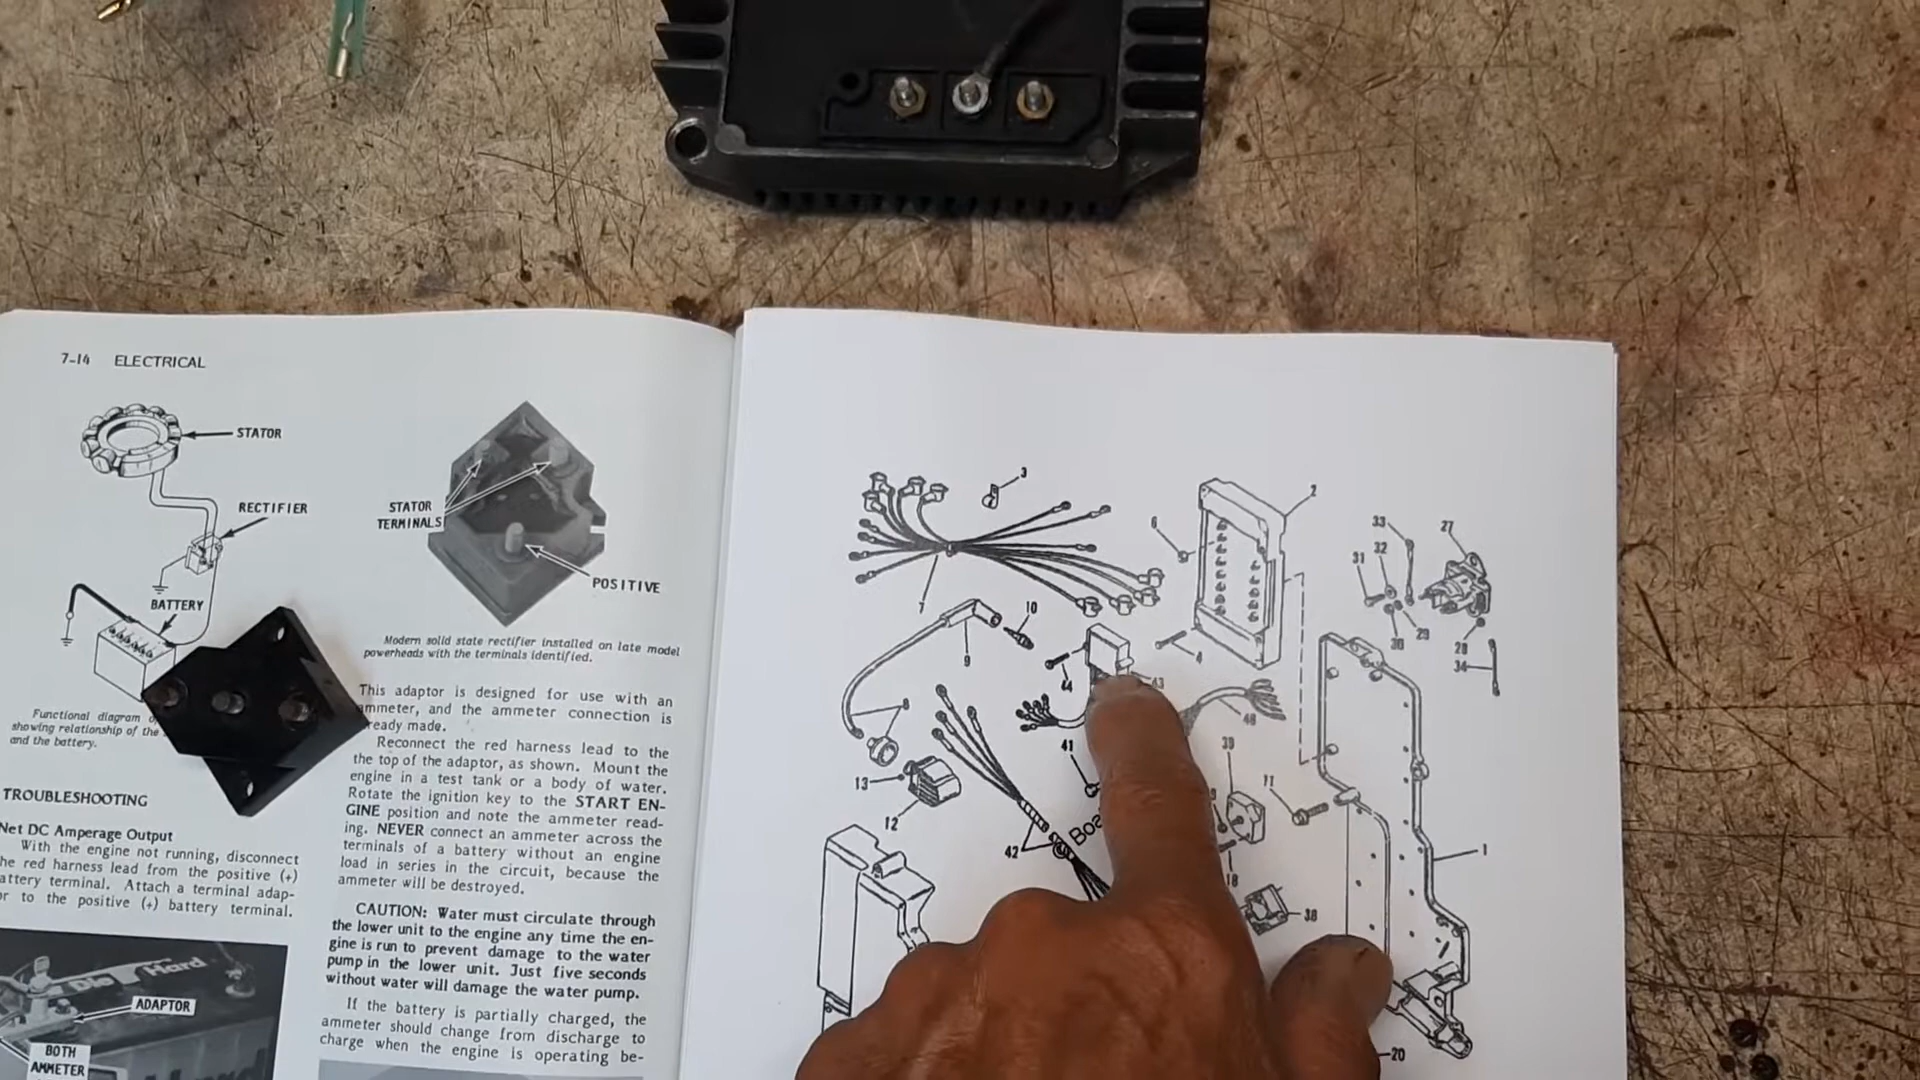 7-14 ELECTRICAL
STATOR
RECTIFIER
BATTERY
Functional diagram
showing relationship of the
and the battery.
TROUBLESHOOTING
Net DC Amperage Output
With the engine not running, disconnect
the red harness lead from the positive (+)
battery terminal. Attach a terminal adap-
or to the positive (+) battery terminal.
Die Hard
ADAPTOR
BOTH
AMMETER
STATOR
TERMINALS
POSITIVE
Modern solid state rectifier installed on late model
powerheads with the terminals identified.
This adaptor is designed for use with an
ammeter, and the ammeter connection is
ready made.
Reconnect the red harness lead to the
the top of the adaptor, as shown. Mount the
engine in a test tank or a body of water.
Rotate the ignition key to the START EN-
GINE position and note the ammeter read-
ing. NEVER connect an ammeter across the
terminals of a battery without an engine
load in series in the circuit, because the
ammeter will be destroyed.
CAUTION: Water must circulate through
the lower unit to the engine any time the en-
gine is run to prevent damage to the water
pump in the lower unit. Just five seconds
without water will damage the water pump.
If the battery is partially charged, the
ammeter should change from discharge to
charge when the engine is operating be-
3
2
6
33
27
32
31
7
10
30
29
28
34
9
4
44
43
8
48
41
39
11
13
12
42
1
18
38
20